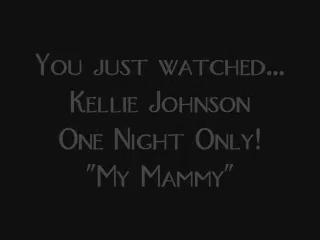 You just watched...
Kellie Johnson
One Night Only!
"My Mammy"